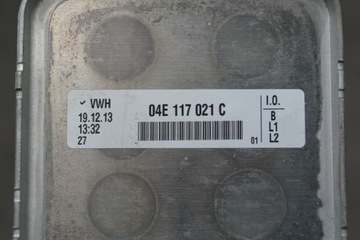 ✓ VWH
19.12.13
13:32
27
04E 117 021 C
01
I.O.
B
L1
L2